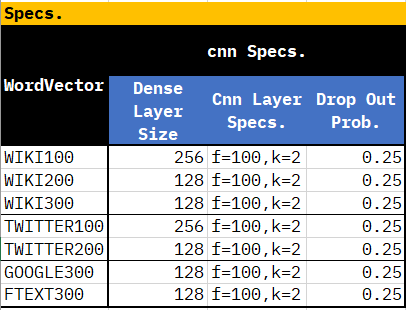 Specs.
cnn Specs.
WordVector
Dense Layer Size
Cnn Layer Specs.
Drop Out Prob.
WIKI100 256 f=100,k=2 0.25
WIKI200 128 f=100,k=2 0.25
WIKI300 128 f=100,k=2 0.25
TWITTER100 256 f=100,k=2 0.25
TWITTER200 128 f=100,k=2 0.25
GOOGLE300 128 f=100,k=2 0.25
FTEXT300 128 f=100,k=2 0.25